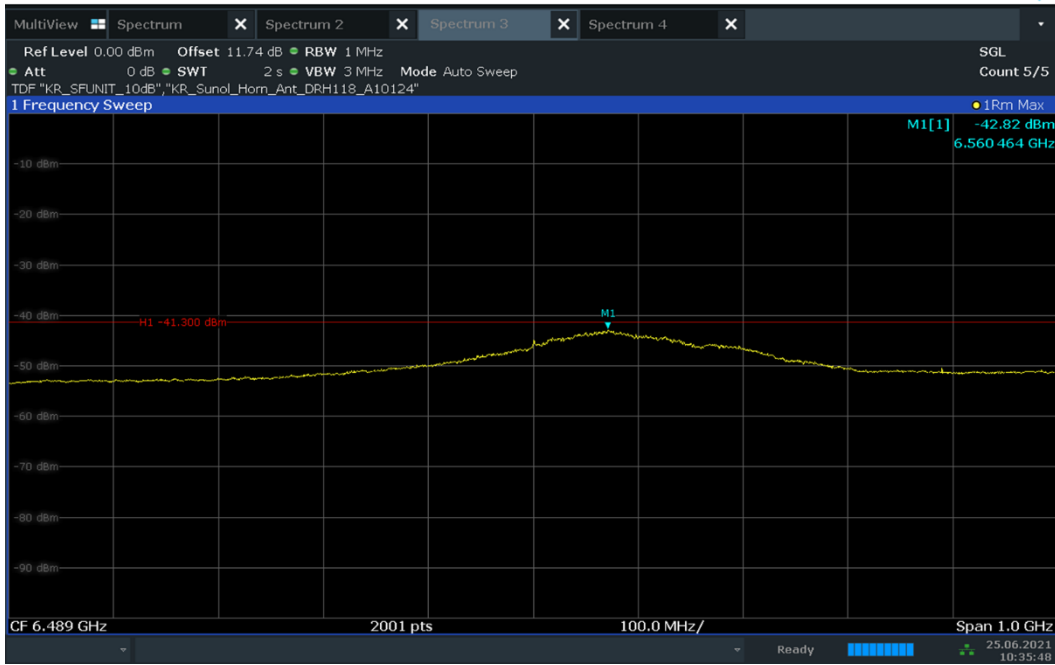 MultiView Spectrum Spectrum 2 Spectrum 3 Spectrum 4
Ref Level 0.00 dBm Offset 11.74 dB RBW 1 MHz SGL
Att 0 dB SWT 2 s VBW 3 MHz Mode Auto Sweep Count 5/5
TDF "KR_SFUNIT_10dB","KR_Sunol_Horn_Ant_DRH118_A10124"
1 Frequency Sweep 1Rm Max
M1[1] -42.82 dBm
6.560 464 GHz
-10 dBm
-20 dBm
-30 dBm
-40 dBm
M1
H1 -41.300 dBm
-50 dBm
-60 dBm
-70 dBm
-80 dBm
-90 dBm
CF 6.489 GHz 2001 pts 100.0 MHz/ Span 1.0 GHz
Ready 25.06.2021
10:35:48